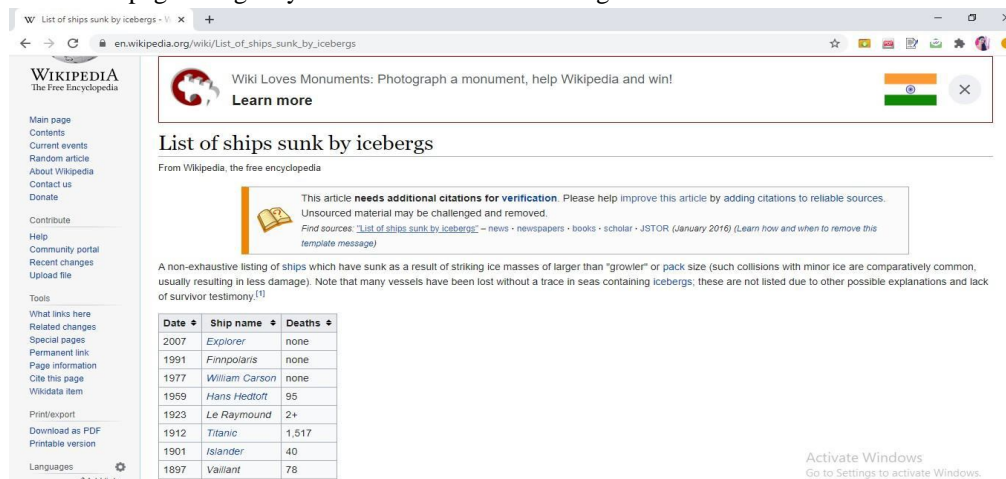 List of ships sunk by icebergs - W
en.wikipedia.org/wiki/List_of_ships_sunk_by_icebergs
WIKIPEDIA
The Free Encyclopedia
Main page
Contents
Current events
Random article
About Wikipedia
Contact us
Donate
Contribute
Help
Community portal
Recent changes
Upload file
Tools
What links here
Related changes
Special pages
Permanent link
Page information
Cite this page
Wikidata item
Print/export
Download as PDF
Printable version
Languages
Wiki Loves Monuments: Photograph a monument, help Wikipedia and win!
Learn more
List of ships sunk by icebergs
From Wikipedia, the free encyclopedia
This article needs additional citations for verification. Please help improve this article by adding citations to reliable sources.
Unsourced material may be challenged and removed.
Find sources: "List of ships sunk by icebergs" – news · newspapers · books · scholar · JSTOR (January 2016) (Learn how and when to remove this
template message)
A non-exhaustive listing of ships which have sunk as a result of striking ice masses of larger than "growler" or pack size (such collisions with minor ice are comparatively common,
usually resulting in less damage). Note that many vessels have been lost without a trace in seas containing icebergs; these are not listed due to other possible explanations and lack
of survivor testimony.[1]
Date Ship name Deaths
2007 Explorer none
1991 Finnpolaris none
1977 William Carson none
1959 Hans Hedtoft 95
1923 Le Raymound 2+
1912 Titanic 1,517
1901 Islander 40
1897 Vaillant 78
Activate Windows
Go to Settings to activate Windows.